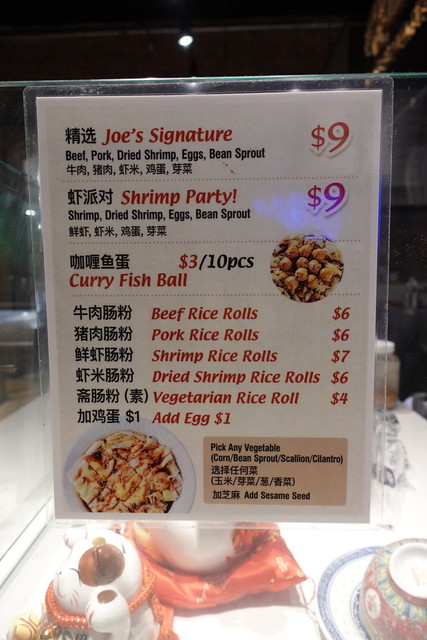 精选 Joe's Signature $9
Beef, Pork, Dried Shrimp, Eggs, Bean Sprout
牛肉, 猪肉, 虾米, 鸡蛋, 芽菜
虾派对 Shrimp Party! $9
Shrimp, Dried Shrimp, Eggs, Bean Sprout
鲜虾, 虾米, 鸡蛋, 芽菜
咖喱鱼蛋 $3/10pcs
Curry Fish Ball
牛肉肠粉 Beef Rice Rolls $6
猪肉肠粉 Pork Rice Rolls $6
鲜虾肠粉 Shrimp Rice Rolls $7
虾米肠粉 Dried Shrimp Rice Rolls $6
斋肠粉 (素) Vegetarian Rice Roll $4
加鸡蛋 $1 Add Egg $1
Pick Any Vegetable
(Corn/Bean Sprout/Scallion/Cilantro)
选择任何菜
(玉米/芽菜/葱/香菜)
加芝麻 Add Sesame Seed